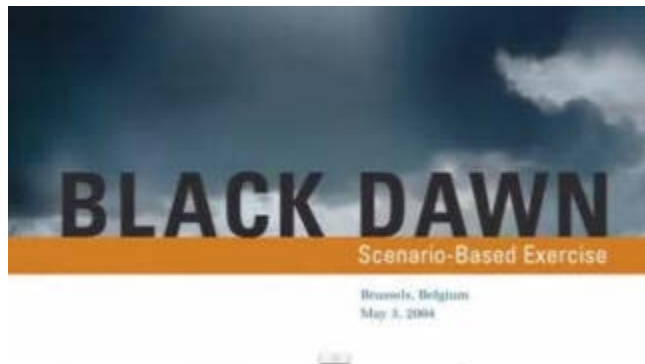 BLACK DAWN
Scenario-Based Exercise
Brussels, Belgium
May 3, 2004